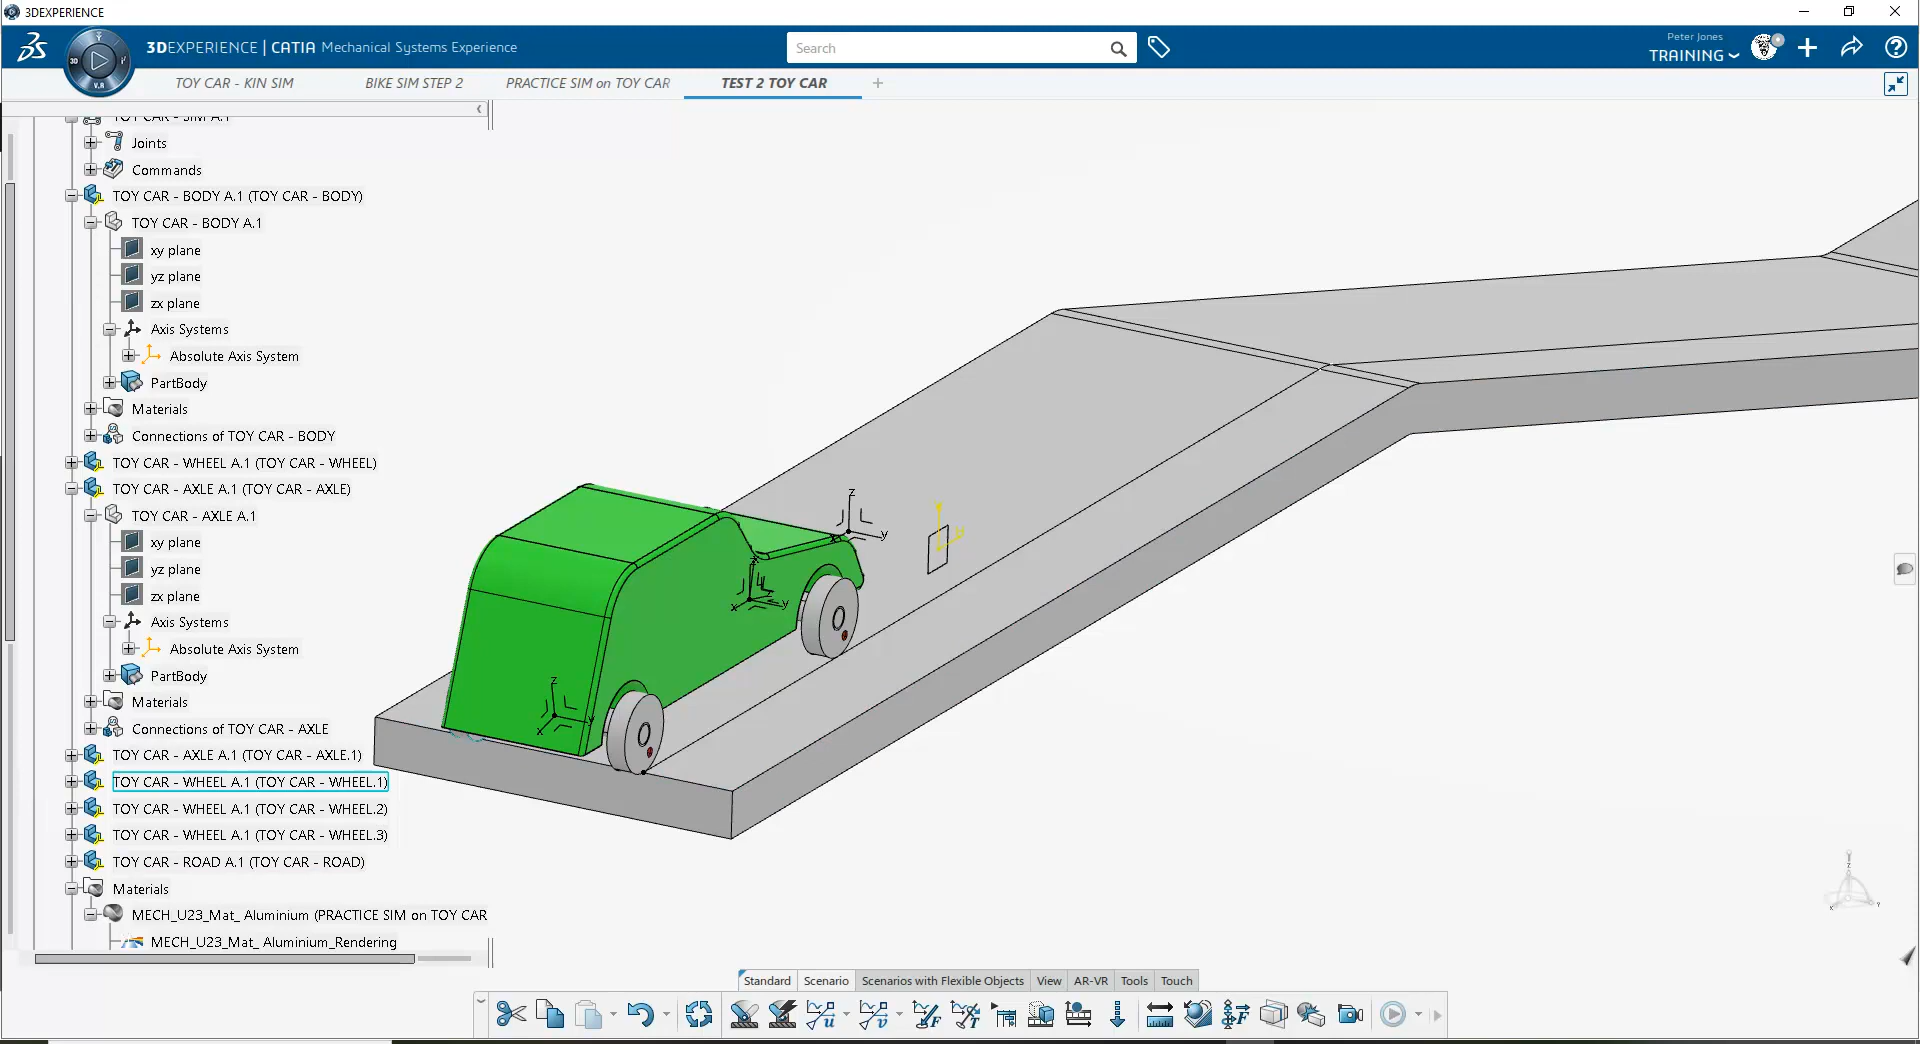 3DEXPERIENCE
3DEXPERIENCE | CATIA Mechanical Systems Experience
Search
Peter Jones
TRAINING
3D
V.R
TOY CAR - KIN SIM
BIKE SIM STEP 2
PRACTICE SIM on TOY CAR
TEST 2 TOY CAR
TOY CAR - SIM A.1
Joints
Commands
TOY CAR - BODY A.1 (TOY CAR - BODY)
TOY CAR - BODY A.1
xy plane
yz plane
zx plane
Axis Systems
Absolute Axis System
PartBody
Materials
Connections of TOY CAR - BODY
TOY CAR - WHEEL A.1 (TOY CAR - WHEEL)
TOY CAR - AXLE A.1 (TOY CAR - AXLE)
TOY CAR - AXLE A.1
xy plane
yz plane
zx plane
Axis Systems
Absolute Axis System
PartBody
Materials
Connections of TOY CAR - AXLE
TOY CAR - AXLE A.1 (TOY CAR - AXLE.1)
TOY CAR - WHEEL A.1 (TOY CAR - WHEEL.1)
TOY CAR - WHEEL A.1 (TOY CAR - WHEEL.2)
TOY CAR - WHEEL A.1 (TOY CAR - WHEEL.3)
TOY CAR - ROAD A.1 (TOY CAR - ROAD)
Materials
MECH_U23_Mat_ Aluminium (PRACTICE SIM on TOY CAR
MECH_U23_Mat_ Aluminium_Rendering
z
y
x
y
z
x
z
x
y
Standard
Scenario
Scenarios with Flexible Objects
View
AR-VR
Tools
Touch